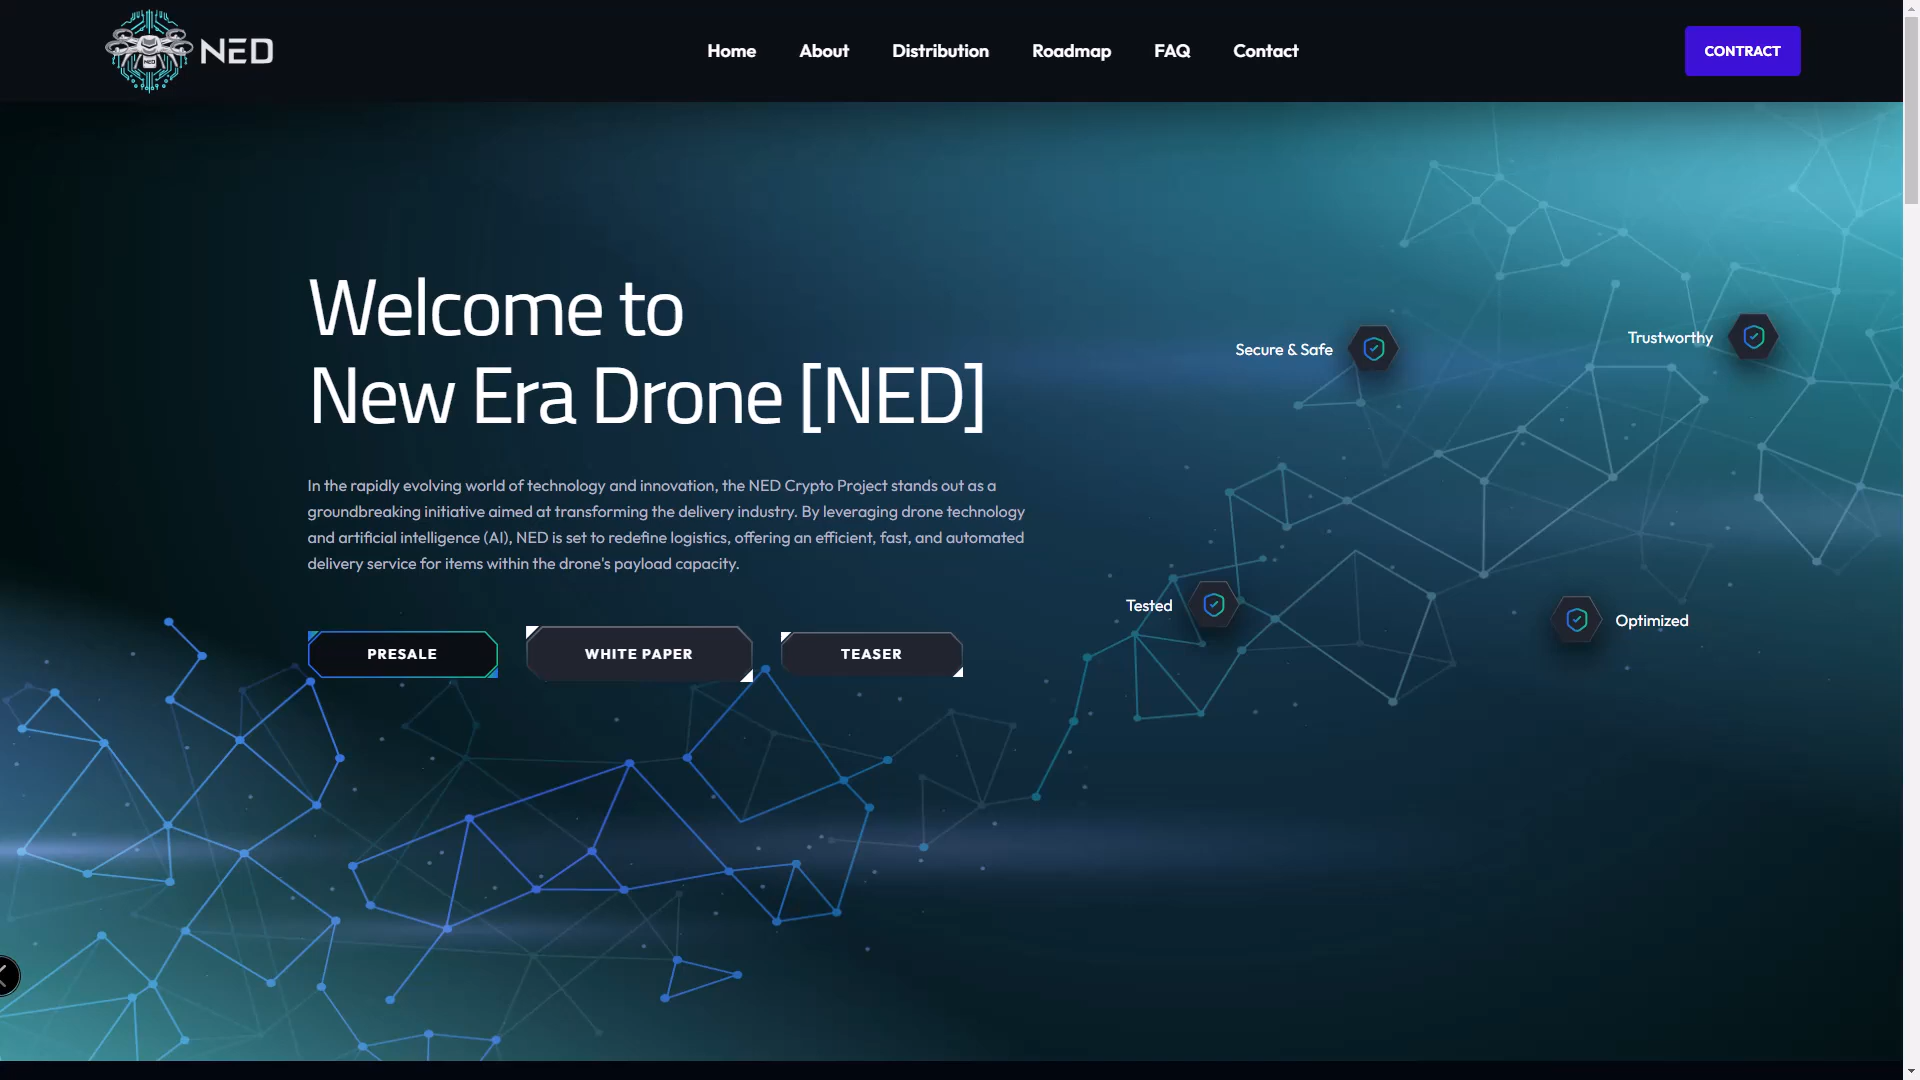 NED
NED
Home
About
Distribution
Roadmap
FAQ
Contact
CONTRACT
Welcome to
New Era Drone [NED]
In the rapidly evolving world of technology and innovation, the NED Crypto Project stands out as a
groundbreaking initiative aimed at transforming the delivery industry. By leveraging drone technology
and artificial intelligence (AI), NED is set to redefine logistics, offering an efficient, fast, and automated
delivery service for items within the drone's payload capacity.
PRESALE
WHITE PAPER
TEASER
Secure & Safe
Trustworthy
Tested
Optimized